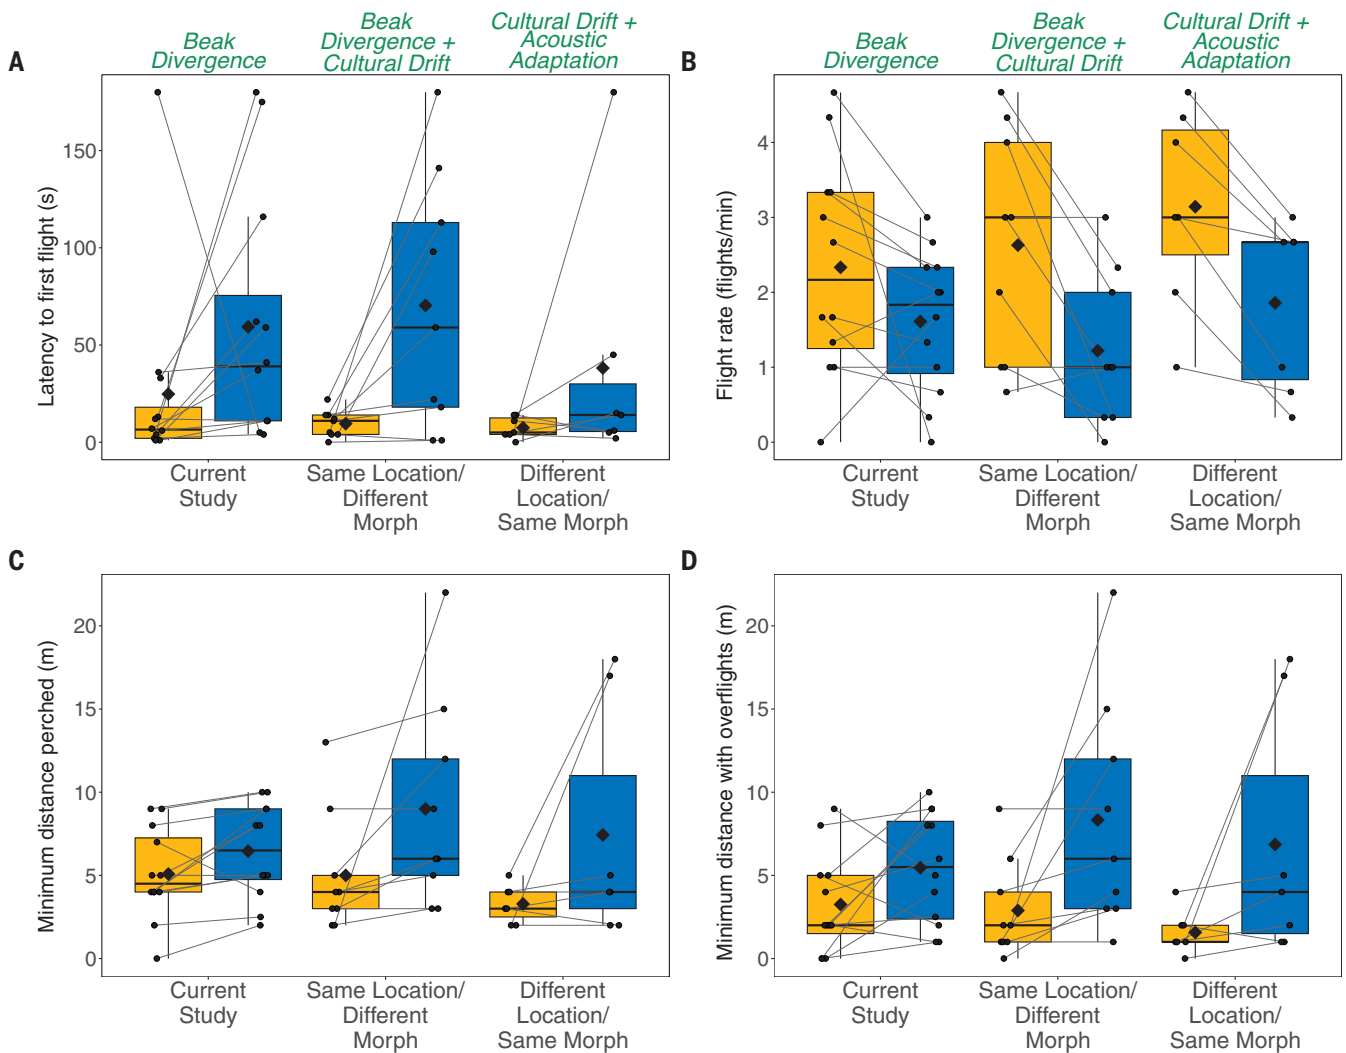 A
Beak
Divergence
Beak
Divergence +
Cultural Drift
Cultural Drift +
Acoustic
Adaptation
Latency to first flight (s)
150
100
50
0
Current
Study
Same Location/
Different
Morph
Different
Location/
Same Morph
B
Beak
Divergence
Beak
Divergence +
Cultural Drift
Cultural Drift +
Acoustic
Adaptation
Flight rate (flights/min)
4
3
2
1
0
Current
Study
Same Location/
Different
Morph
Different
Location/
Same Morph
C
Minimum distance perched (m)
20
15
10
5
0
Current
Study
Same Location/
Different
Morph
Different
Location/
Same Morph
D
Minimum distance with overflights (m)
20
15
10
5
0
Current
Study
Same Location/
Different
Morph
Different
Location/
Same Morph